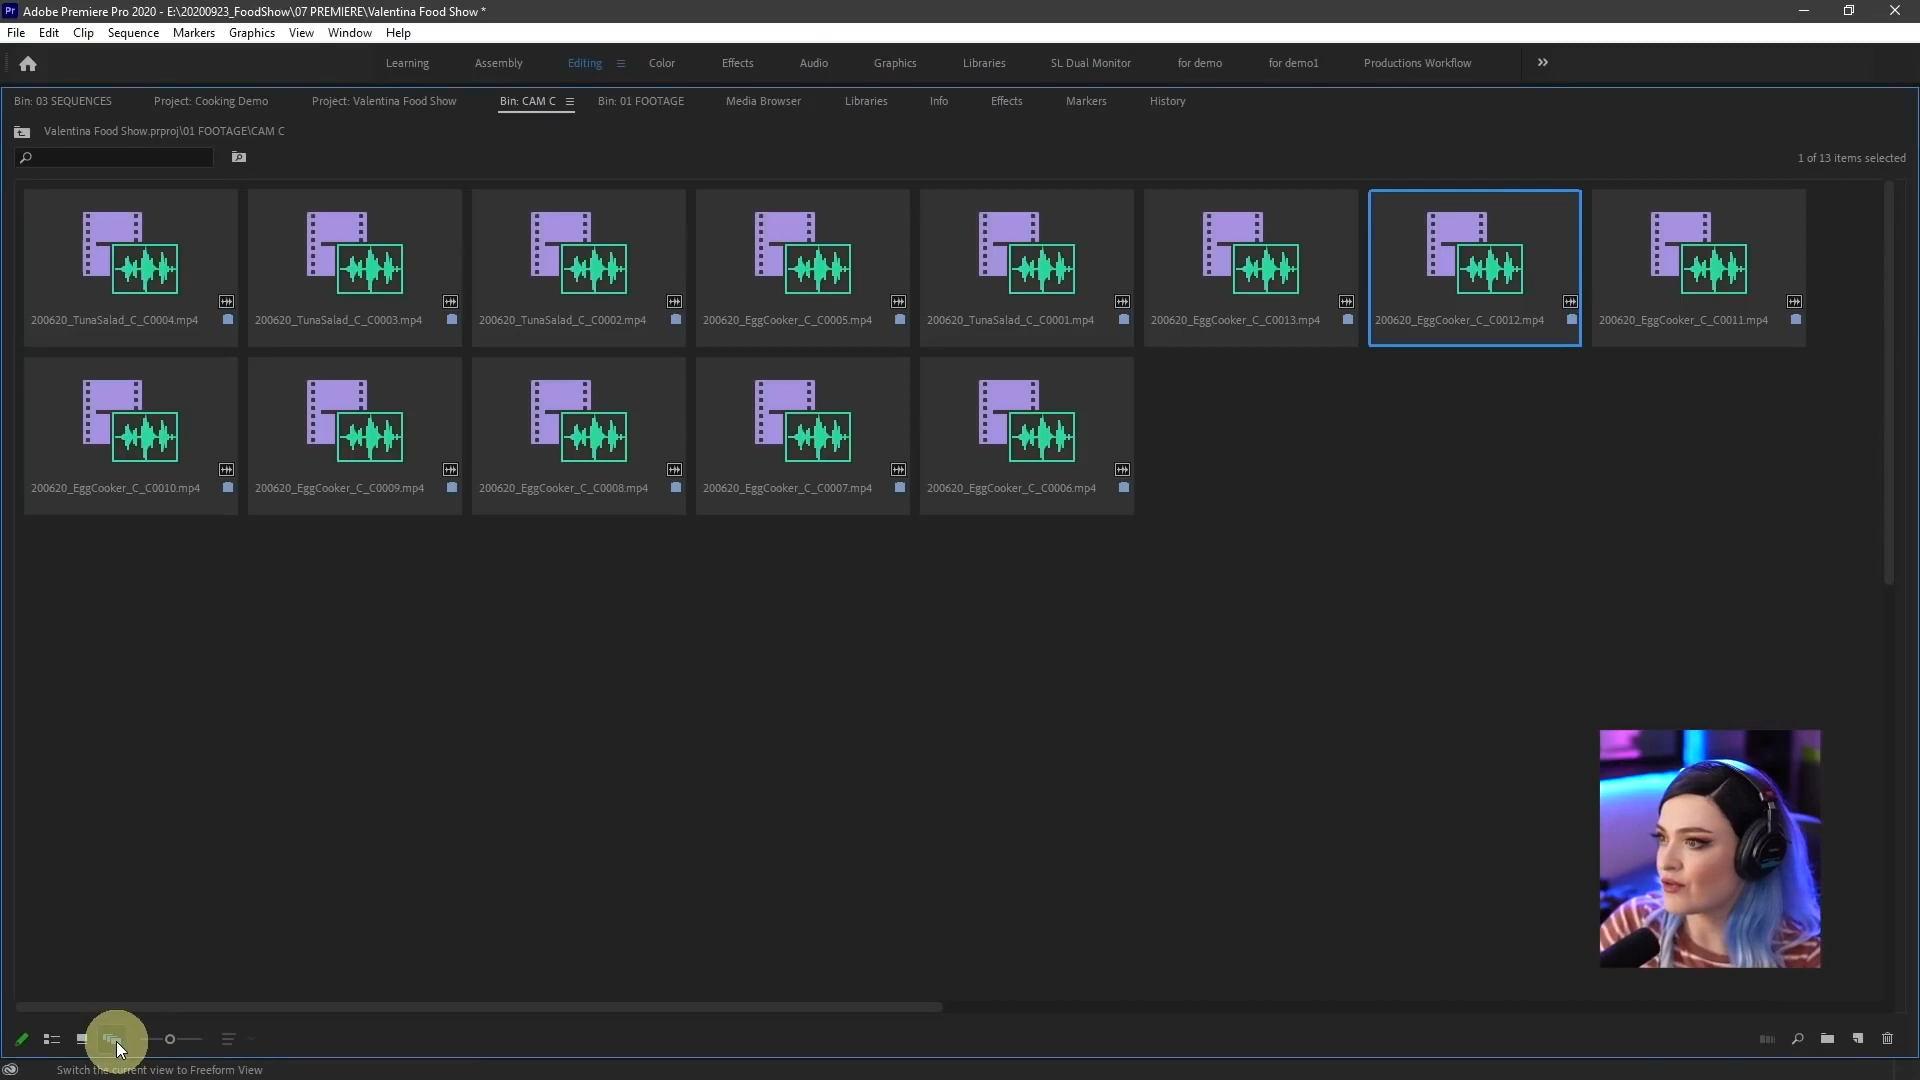 Pr Adobe Premiere Pro 2020 - E:\20200923_FoodShow\07 PREMIERE\Valentina Food Show *
File Edit Clip Sequence Markers Graphics View Window Help
Learning Assembly Editing Color Effects Audio Graphics Libraries SL Dual Monitor for demo for demo1 Productions Workflow
Bin: 03 SEQUENCES Project: Cooking Demo Project: Valentina Food Show Bin: CAM C Bin: 01 FOOTAGE Media Browser Libraries Info Effects Markers History
Valentina Food Show.prproj\01 FOOTAGE\CAM C
1 of 13 items selected
200620_TunaSalad_C_C0004.mp4 200620_TunaSalad_C_C0003.mp4 200620_TunaSalad_C_C0002.mp4 200620_EggCooker_C_C0005.mp4 200620_TunaSalad_C_C0001.mp4 200620_EggCooker_C_C0013.mp4 200620_EggCooker_C_C0012.mp4 200620_EggCooker_C_C0011.mp4
200620_EggCooker_C_C0010.mp4 200620_EggCooker_C_C0009.mp4 200620_EggCooker_C_C0008.mp4 200620_EggCooker_C_C0007.mp4 200620_EggCooker_C_C0006.mp4
Switch the current view to Freeform View